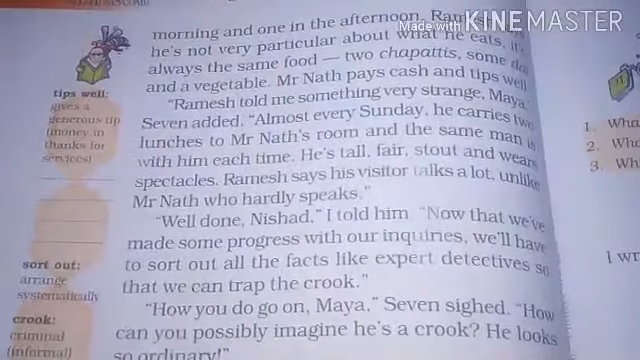 Made with KINEMASTER
morning and one in the afternoon.
he's not very particular about what he eats, it's
always the same food — two chapattis, some dal
and a vegetable. Mr Nath pays cash and tips well.
"Ramesh told me something very strange, Maya,"
Seven added. "Almost every Sunday, he carries two
lunches to Mr Nath's room and the same man is
with him each time. He's tall, fair, stout and wears
spectacles. Ramesh says his visitor talks a lot, unlike
Mr Nath who hardly speaks."
"Well done, Nishad," I told him "Now that we've
made some progress with our inquiries, we'll have
to sort out all the facts like expert detectives so
that we can trap the crook."
"How you do go on, Maya," Seven sighed. "How
can you possibly imagine he's a crook? He looks
so ordinary!"
tips well:
gives a
generous tip
(money in
thanks for
services)
sort out:
arrange
systematically
crook:
criminal
(informal)
1. Wha
2. Who
3. Wh
I wr